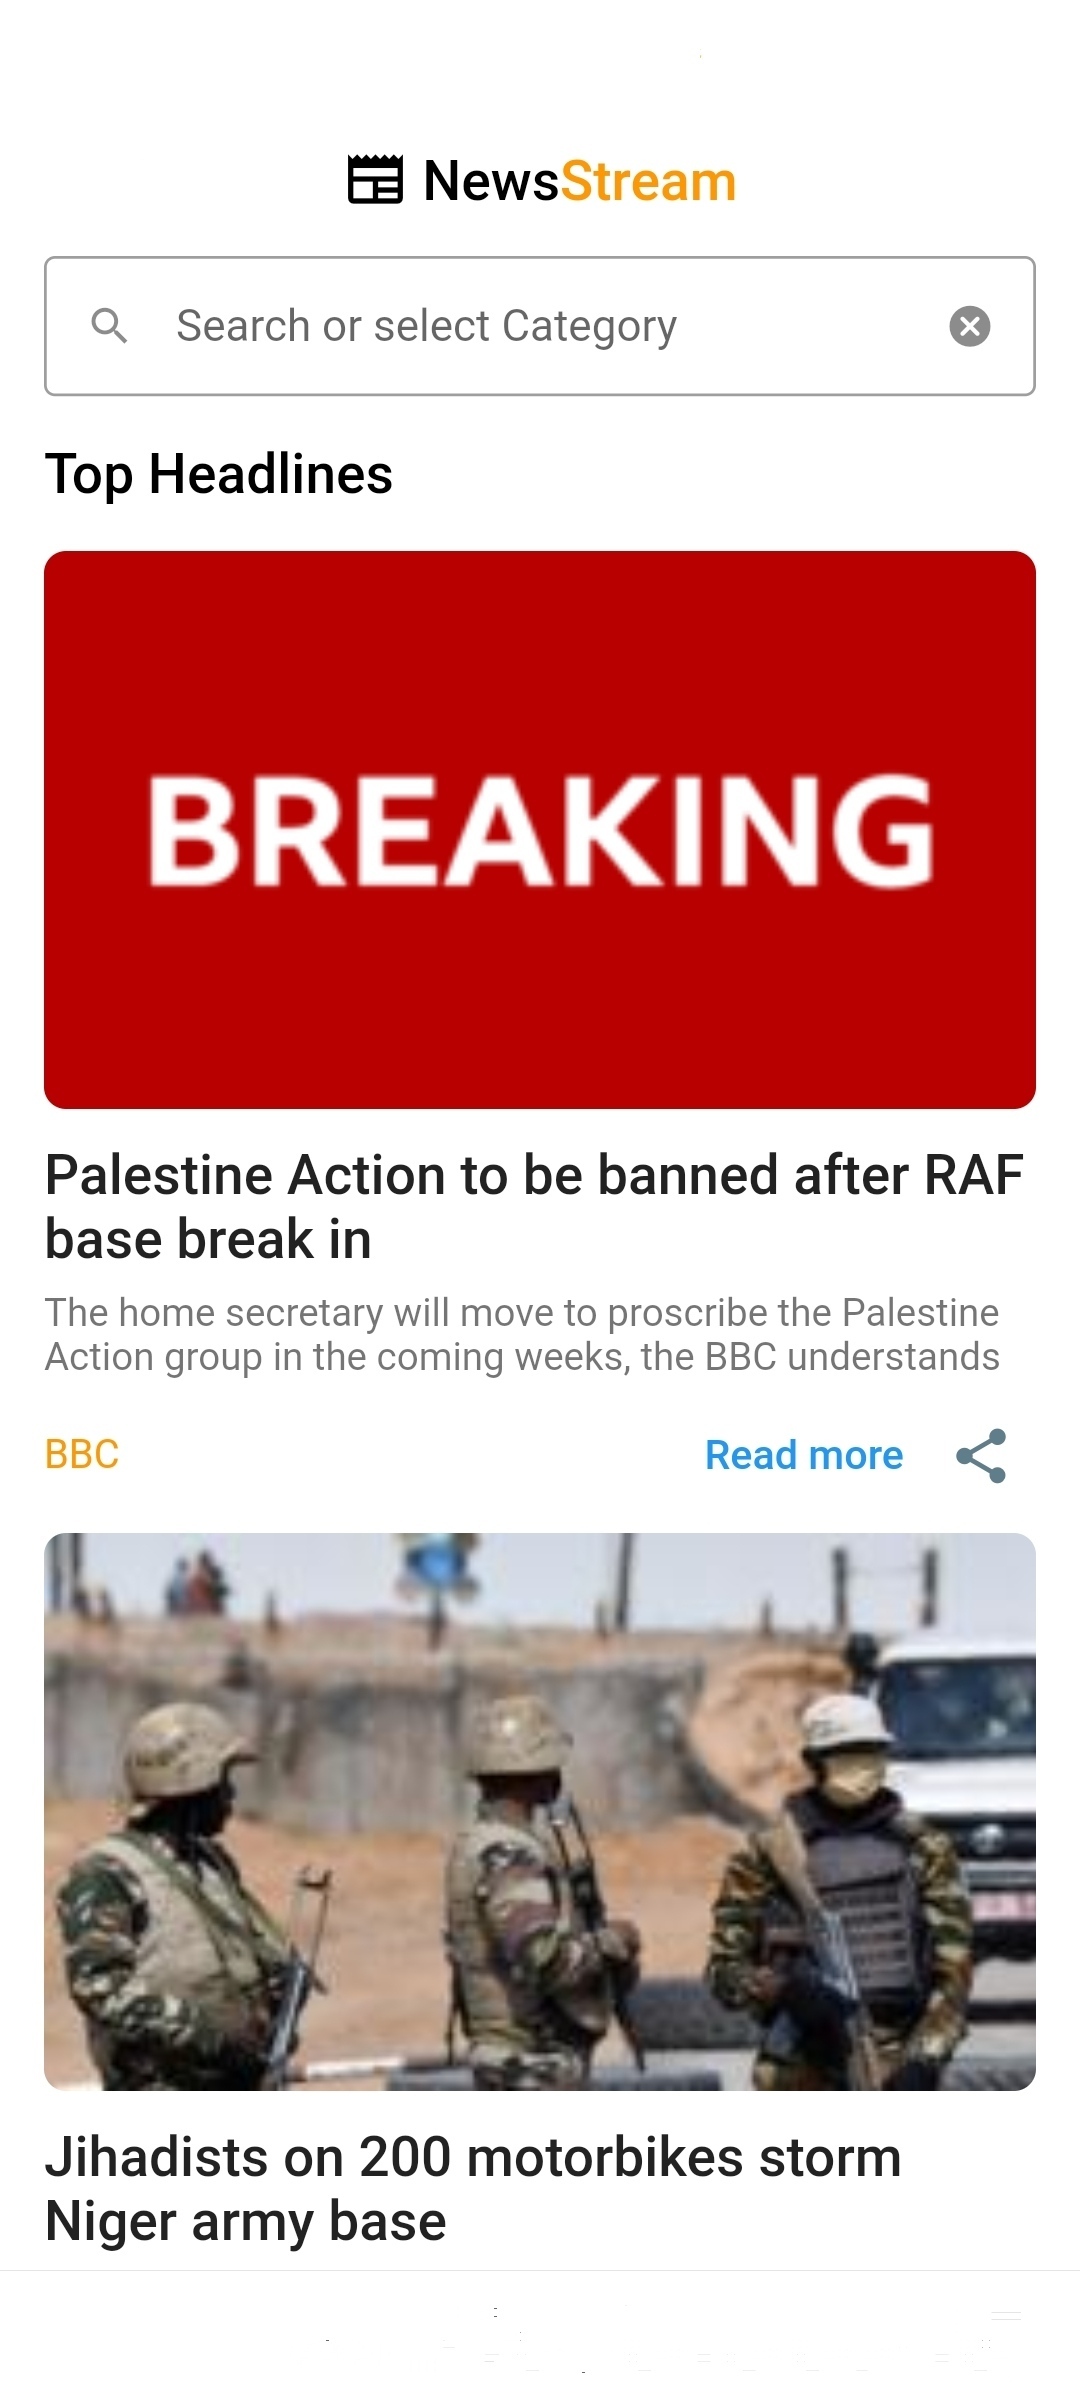 NewsStream
Search or select Category
Top Headlines
BREAKING
Palestine Action to be banned after RAF
base break in
The home secretary will move to proscribe the Palestine
Action group in the coming weeks, the BBC understands
BBC
Read more
Jihadists on 200 motorbikes storm
Niger army base